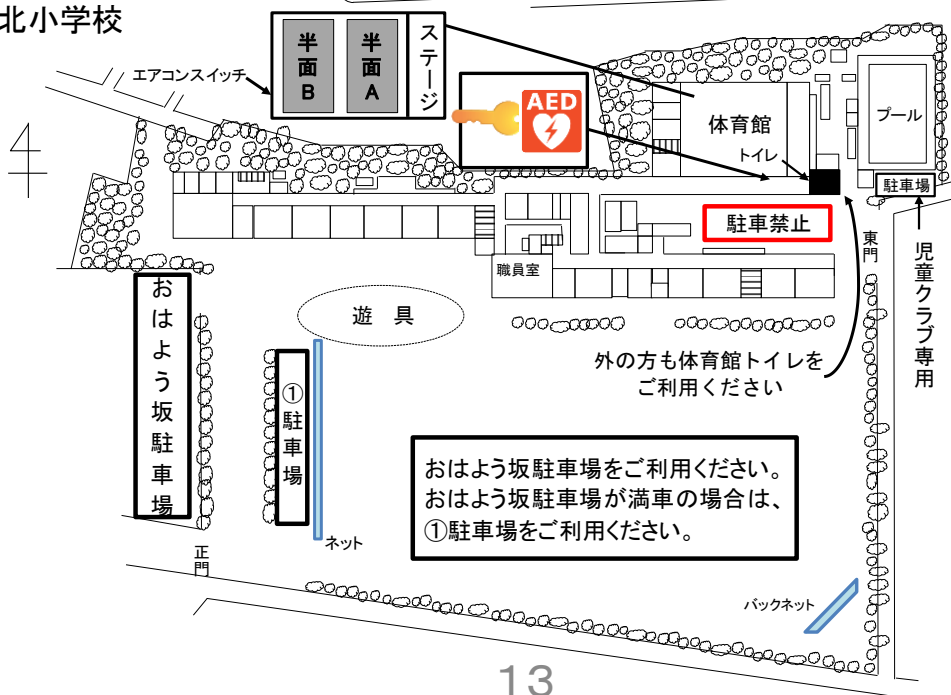 北小学校
エアコンスイッチ
半面B
半面A
ステージ
AED
体育館
トイレ
プール
駐車場
駐車禁止
東門
児童クラブ専用
職員室
遊 具
外の方も体育館トイレを
ご利用ください
おはよう坂駐車場
①駐車場
ネット
正門
おはよう坂駐車場をご利用ください。
おはよう坂駐車場が満車の場合は、
①駐車場をご利用ください。
バックネット
13